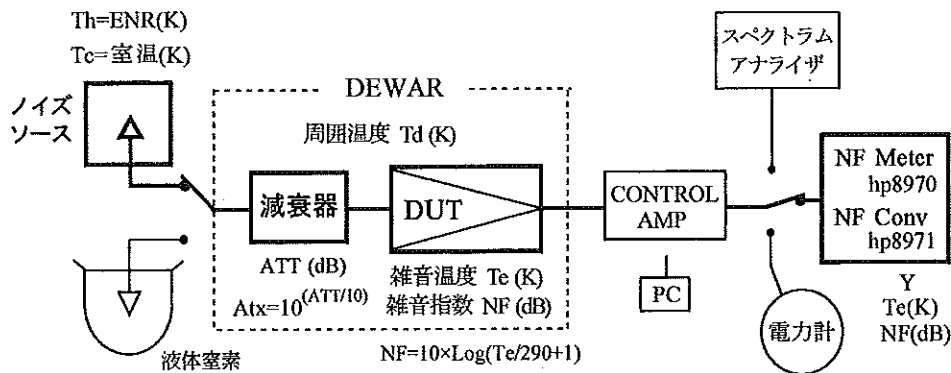 Th=ENR(K)
Tc=室温(K)
ノイズ
ソース
液体窒素
DEWAR
周囲温度 Td (K)
減衰器
ATT (dB)
Atx=10^(ATT/10)
DUT
雑音温度 Te (K)
雑音指数 NF (dB)
NF=10×Log(Te/290+1)
CONTROL
AMP
PC
スペクトラム
アナライザ
電力計
NF Meter
hp8970
NF Conv
hp8971
Y
Te(K)
NF(dB)